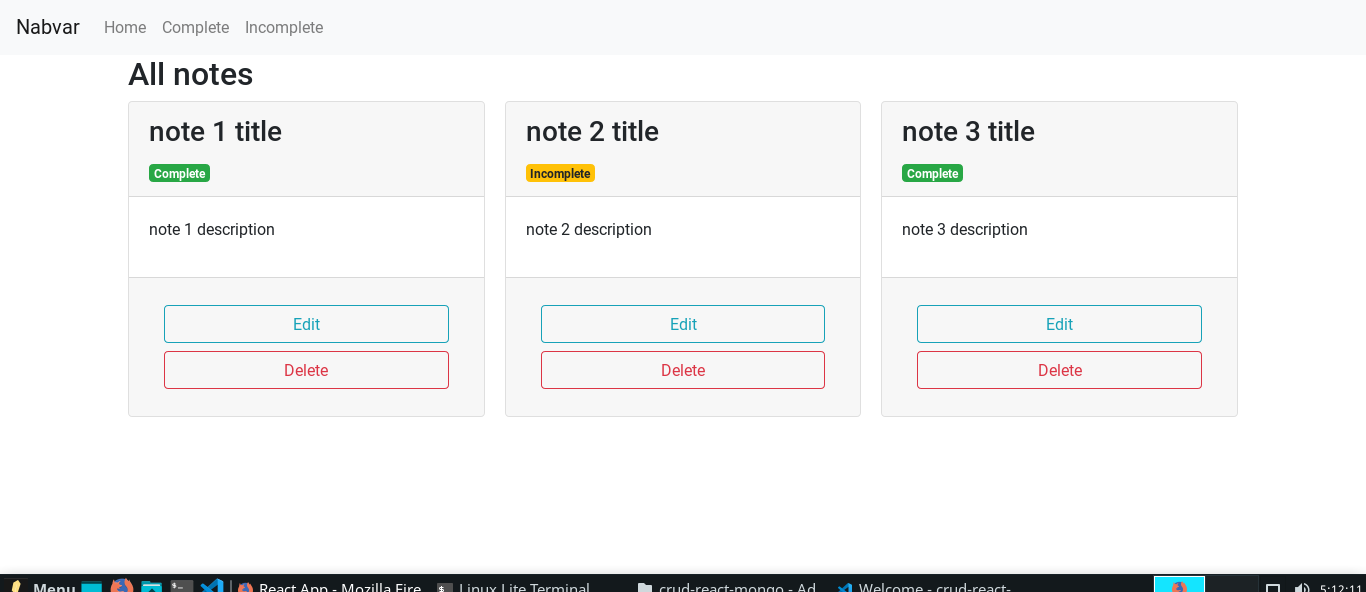 Nabvar Home Complete Incomplete
All notes
note 1 title
Complete
note 1 description
Edit
Delete
note 2 title
Incomplete
note 2 description
Edit
Delete
note 3 title
Complete
note 3 description
Edit
Delete
Menu React App - Mozilla Fire Linux Lite Terminal crud-react-mongo - Ad Welcome - crud-react- 5:12:11